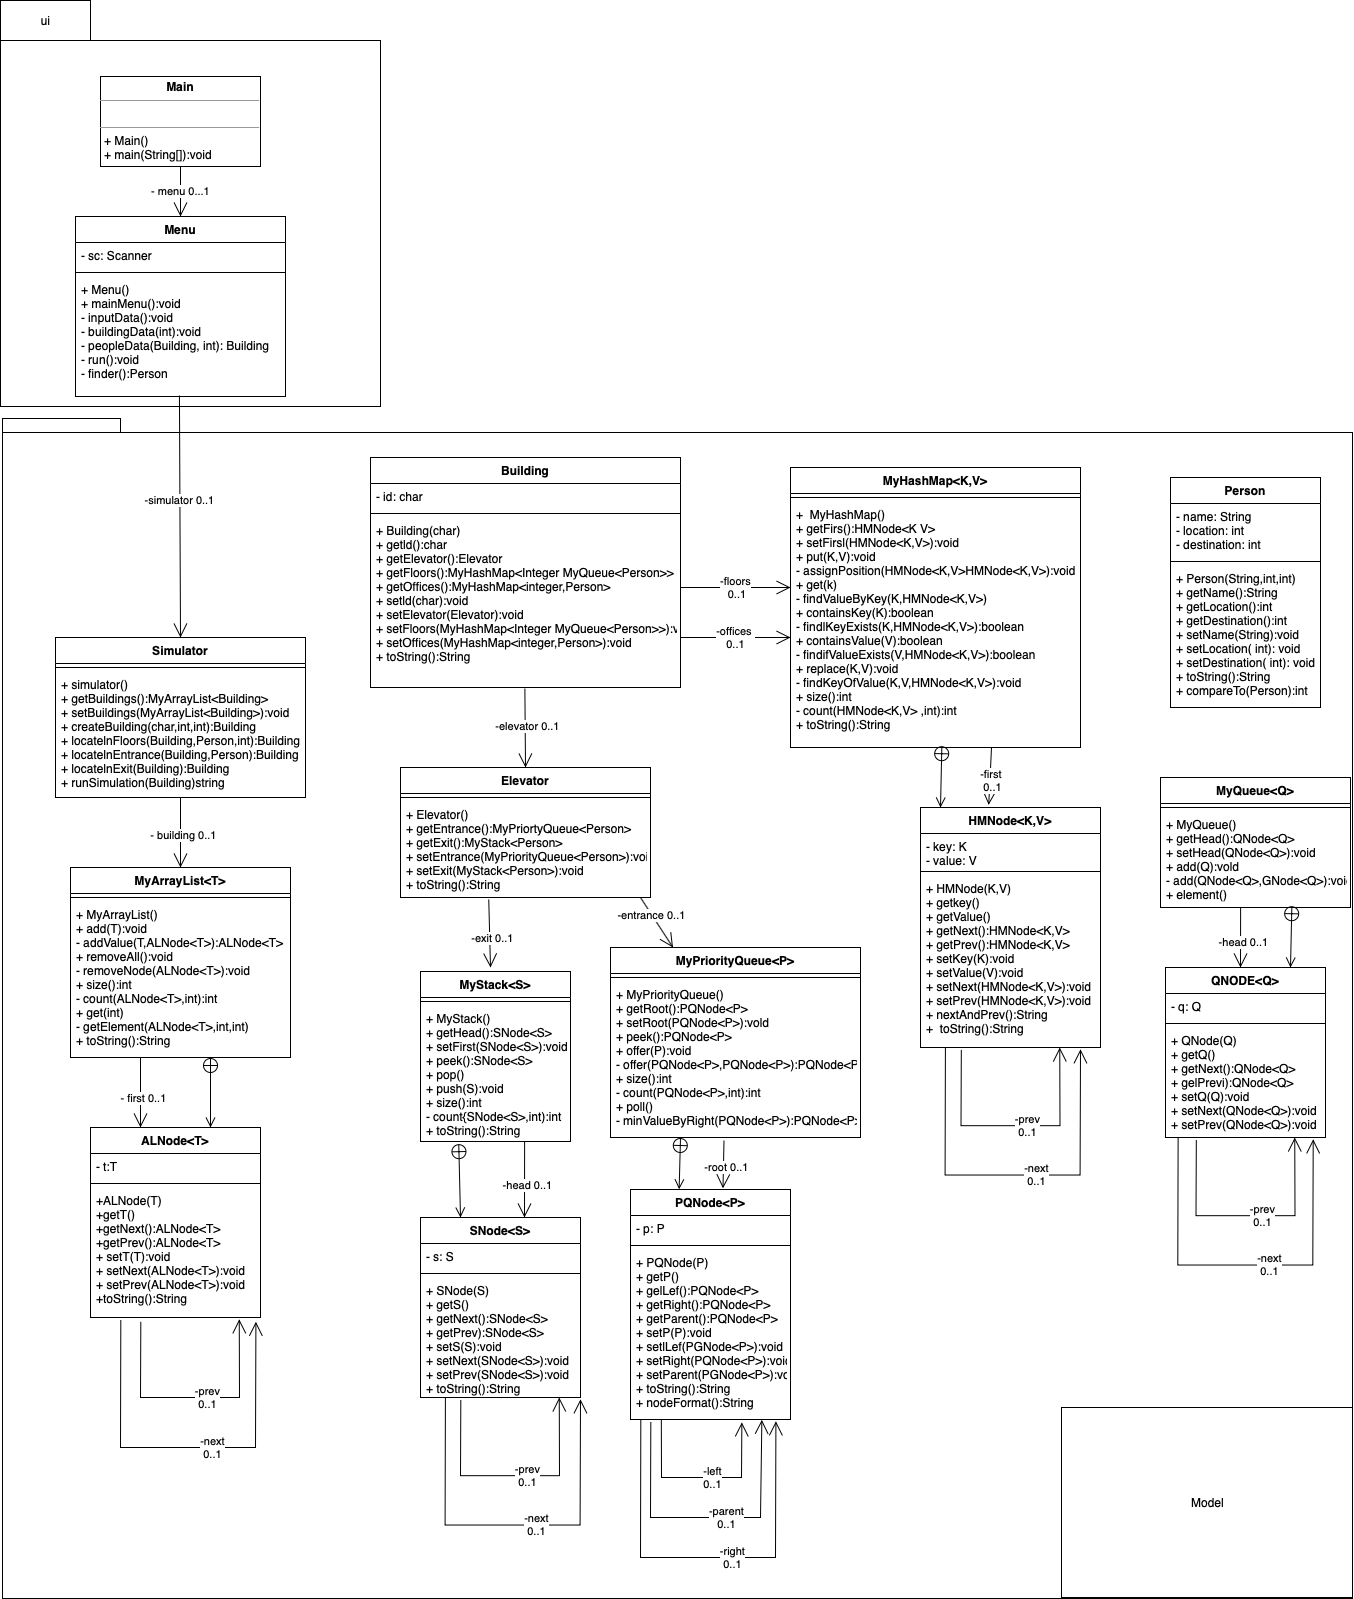 ui
Main
+ Main()
+ main(String[]):void
- menu 0...1
Menu
- sc: Scanner
+ Menu()
+ mainMenu():void
- inputData():void
- buildingData(int):void
- peopleData(Building, int): Building
- run():void
- finder():Person
-simulator 0..1
Simulator
+ simulator()
+ getBuildings():MyArrayList<Building>
+ setBuildings(MyArrayList<Building>):void
+ createBuilding(char,int,int):Building
+ locateInFloors(Building,Person,int):Building
+ locateInEntrance(Building,Person):Building
+ locateInExit(Building):Building
+ runSimulation(Building)string
- building 0..1
MyArrayList<T>
+ MyArrayList()
+ add(T):void
- addValue(T,ALNode<T>):ALNode<T>
+ removeAll():void
- removeNode(ALNode<T>):void
+ size():int
- count(ALNode<T>,int):int
+ get(int)
- getElement(ALNode<T>,int,int)
+ toString():String
- first 0..1
ALNode<T>
- t:T
+ALNode(T)
+getT()
+getNext():ALNode<T>
+getPrev():ALNode<T>
+ setT(T):void
+ setNext(ALNode<T>):void
+ setPrev(ALNode<T>):void
+toString():String
-prev
0..1
-next
0..1
Building
- id: char
+ Building(char)
+ getId():char
+ getElevator():Elevator
+ getFloors():MyHashMap<Integer MyQueue<Person>>
+ getOffices():MyHashMap<integer,Person>
+ setId(char):void
+ setElevator(Elevator):void
+ setFloors(MyHashMap<Integer MyQueue<Person>>):v
+ setOffices(MyHashMap<integer,Person>):void
+ toString():String
-floors
0..1
-offices
0..1
-elevator 0..1
Elevator
+ Elevator()
+ getEntrance():MyPriortyQueue<Person>
+ getExit():MyStack<Person>
+ setEntrance(MyPriorityQueue<Person>):voi
+ setExit(MyStack<Person>):void
+ toString():String
-exit 0..1
-entrance 0..1
MyStack<S>
+ MyStack()
+ getHead():SNode<S>
+ setFirst(SNode<S>):void
+ peek():SNode<S>
+ pop()
+ push(S):void
+ size():int
- count{SNode<S>,int):int
+ toString():String
-head 0..1
SNode<S>
- s: S
+ SNode(S)
+ getS()
+ getNext():SNode<S>
+ getPrev):SNode<S>
+ setS(S):void
+ setNext(SNode<S>):void
+ setPrev(SNode<S>):void
+ toString():String
-prev
0..1
-next
0..1
MyPriorityQueue<P>
+ MyPriorityQueue()
+ getRoot():PQNode<P>
+ setRoot(PQNode<P>):vold
+ peek():PQNode<P>
+ offer(P):void
- offer(PQNode<P>,PQNode<P>):PQNode<P
+ size():int
- count(PQNode<P>,int):int
+ poll()
- minValueByRight(PQNode<P>):PQNode<P>
-root 0..1
PQNode<P>
- p: P
+ PQNode(P)
+ getP()
+ gelLef():PQNode<P>
+ getRight():PQNode<P>
+ getParent():PQNode<P>
+ setP(P):void
+ setlLef(PGNode<P>):void
+ setRight(PQNode<P>):void
+ setParent(PGNode<P>):vc
+ toString():String
+ nodeFormat():String
-left
0..1
-parent
0..1
-right
0..1
MyHashMap<K,V>
+ MyHashMap()
+ getFirs():HMNode<K V>
+ setFirsl(HMNode<K,V>):void
+ put(K,V):void
- assignPosition(HMNode<K,V>HMNode<K,V>):void
+ get(k)
- findValueByKey(K,HMNode<K,V>)
+ containsKey(K):boolean
- findlKeyExists(K,HMNode<K,V>):boolean
+ containsValue(V):boolean
- findifValueExists(V,HMNode<K,V>):boolean
+ replace(K,V):void
- findKeyOfValue(K,V,HMNode<K,V>):void
+ size():int
- count(HMNode<K,V> ,int):int
+ toString():String
-first
0..1
HMNode<K,V>
- key: K
- value: V
+ HMNode(K,V)
+ getkey()
+ getValue()
+ getNext():HMNode<K,V>
+ getPrev():HMNode<K,V>
+ setKey(K):void
+ setValue(V):void
+ setNext(HMNode<K,V>):void
+ setPrev(HMNode<K,V>):void
+ nextAndPrev():String
+ toString():String
-prev
0..1
-next
0..1
Person
- name: String
- location: int
- destination: int
+ Person(String,int,int)
+ getName():String
+ getLocation():int
+ getDestination():int
+ setName(String):void
+ setLocation( int): void
+ setDestination( int): void
+ toString():String
+ compareTo(Person):int
MyQueue<Q>
+ MyQueue()
+ getHead():QNode<Q>
+ setHead(QNode<Q>):void
+ add(Q):vold
- add(QNode<Q>,GNode<Q>):voi
+ element()
-head 0..1
QNODE<Q>
- q: Q
+ QNode(Q)
+ getQ()
+ getNext():QNode<Q>
+ gelPrevi):QNode<Q>
+ setQ(Q):void
+ setNext(QNode<Q>):void
+ setPrev(QNode<Q>):void
-prev
0..1
-next
0..1
Model